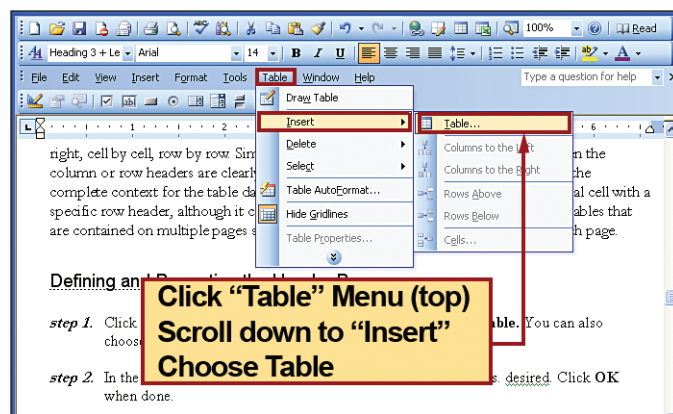 100% Read
Heading 3 + Le Arial 14 B I U
File Edit View Insert Format Tools Table Window Help Type a question for help
Draw Table
Insert
Delete
Select
Table AutoFormat...
Hide Gridlines
Table Properties...
Table...
Columns to the Left
Columns to the Right
Rows Above
Rows Below
Cells...
1 2 6
right, cell by cell, row by row. Sim n the
column or row headers are clearly the
complete context for the table da al cell with a
specific row header, although it c ables that
are contained on multiple pages s h page.
Defining and
step 1. Click able. You can also
choos
step 2. In the s. desired. Click OK
when done.
Click “Table” Menu (top)
Scroll down to “Insert”
Choose Table